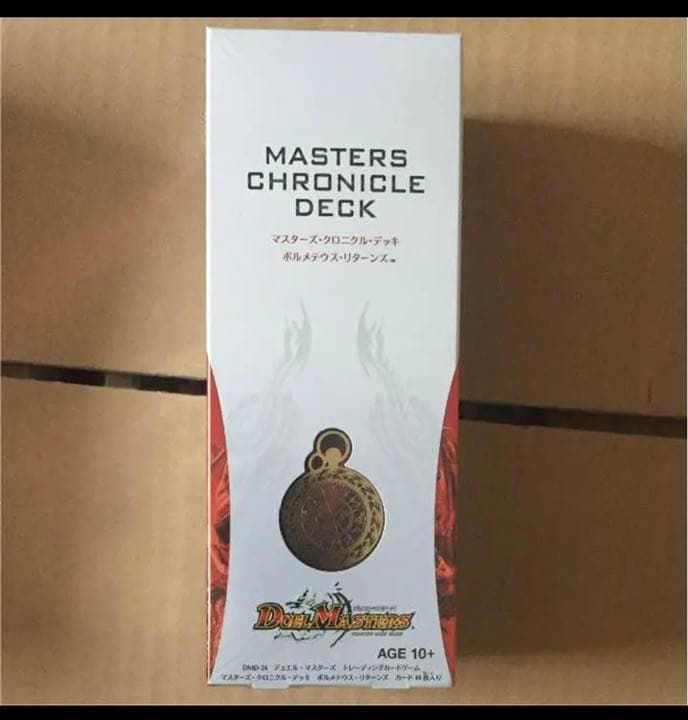 MASTERS
CHRONICLE
DECK
マスターズ・クロニクル・デッキ
ボルメテウス・リターンズ™
DUEL MASTERS
AGE 10+
DMD-24 デュエル・マスターズ トレーディングカードゲーム
マスターズ・クロニクル・デッキ ボルメテウス・リターンズ カード 48枚入り